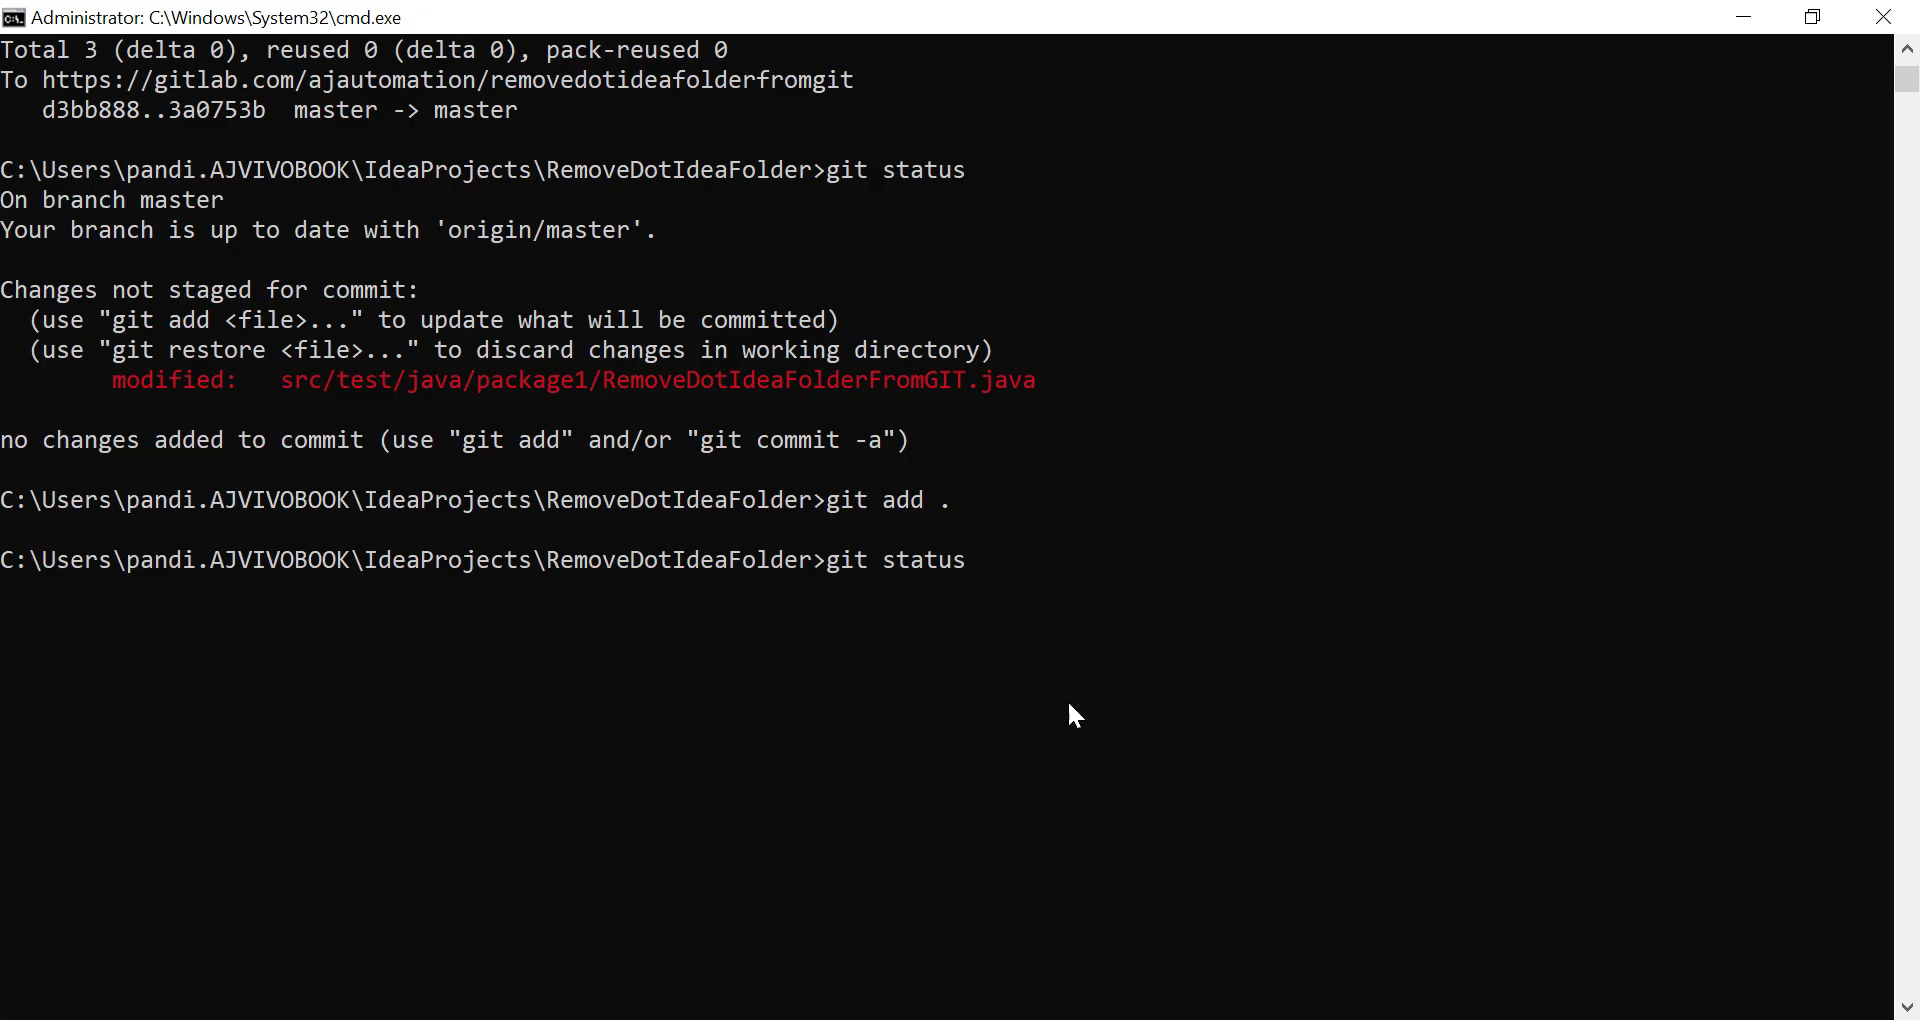 Administrator: C:\Windows\System32\cmd.exe
Total 3 (delta 0), reused 0 (delta 0), pack-reused 0
To https://gitlab.com/ajautomation/removedotideafolderfromgit
   d3bb888..3a0753b  master -> master

C:\Users\pandi.AJVIVOBOOK\IdeaProjects\RemoveDotIdeaFolder>git status
On branch master
Your branch is up to date with 'origin/master'.

Changes not staged for commit:
  (use "git add <file>..." to update what will be committed)
  (use "git restore <file>..." to discard changes in working directory)
        modified:   src/test/java/package1/RemoveDotIdeaFolderFromGIT.java

no changes added to commit (use "git add" and/or "git commit -a")

C:\Users\pandi.AJVIVOBOOK\IdeaProjects\RemoveDotIdeaFolder>git add .

C:\Users\pandi.AJVIVOBOOK\IdeaProjects\RemoveDotIdeaFolder>git status